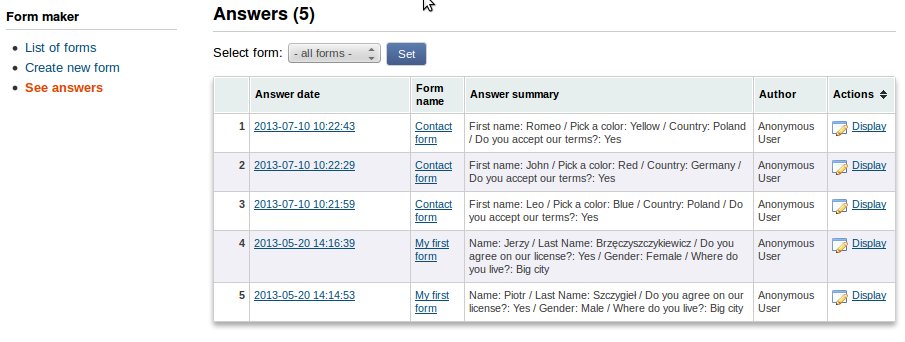 Form maker
List of forms
Create new form
See answers
Answers (5)
Select form: - all forms - Set
Answer date Form name Answer summary Author Actions
1 2013-07-10 10:22:43 Contact form First name: Romeo / Pick a color: Yellow / Country: Poland / Do you accept our terms?: Yes Anonymous User Display
2 2013-07-10 10:22:29 Contact form First name: John / Pick a color: Red / Country: Germany / Do you accept our terms?: Yes Anonymous User Display
3 2013-07-10 10:21:59 Contact form First name: Leo / Pick a color: Blue / Country: Poland / Do you accept our terms?: Yes Anonymous User Display
4 2013-05-20 14:16:39 My first form Name: Jerzy / Last Name: Brzęczyszczykiewicz / Do you agree on our license?: Yes / Gender: Female / Where do you live?: Big city Anonymous User Display
5 2013-05-20 14:14:53 My first form Name: Piotr / Last Name: Szczygieł / Do you agree on our license?: Yes / Gender: Male / Where do you live?: Big city Anonymous User Display